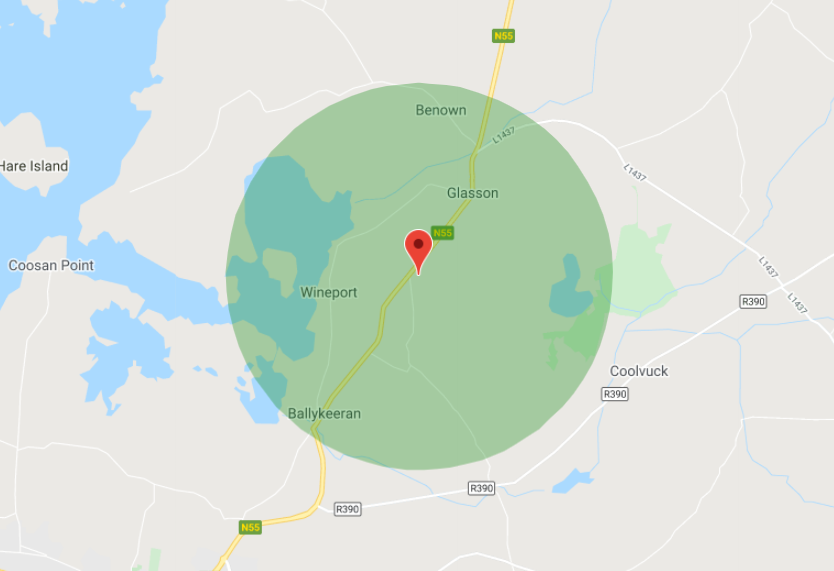 N55
Benown
L1437
Hare Island
L1437
Glasson
N55
Coosan Point
L1437
Wineport
R390
L1437
Coolvuck
R390
Ballykeeran
R390
R390
N55